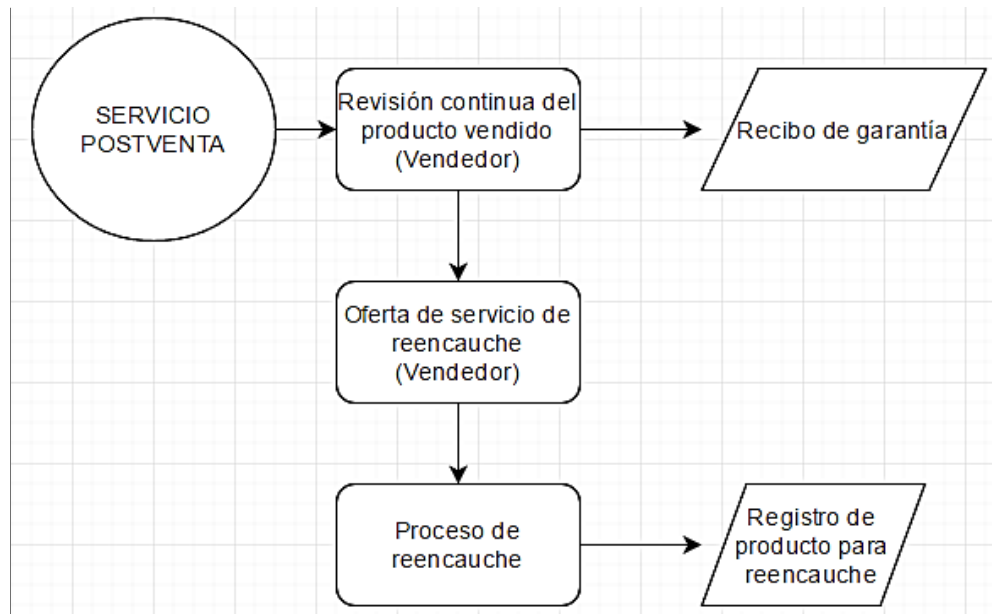 SERVICIO
POSTVENTA
Revisión continua del
producto vendido
(Vendedor)
Recibo de garantía
Oferta de servicio de
reencauche
(Vendedor)
Proceso de
reencauche
Registro de
producto para
reencauche